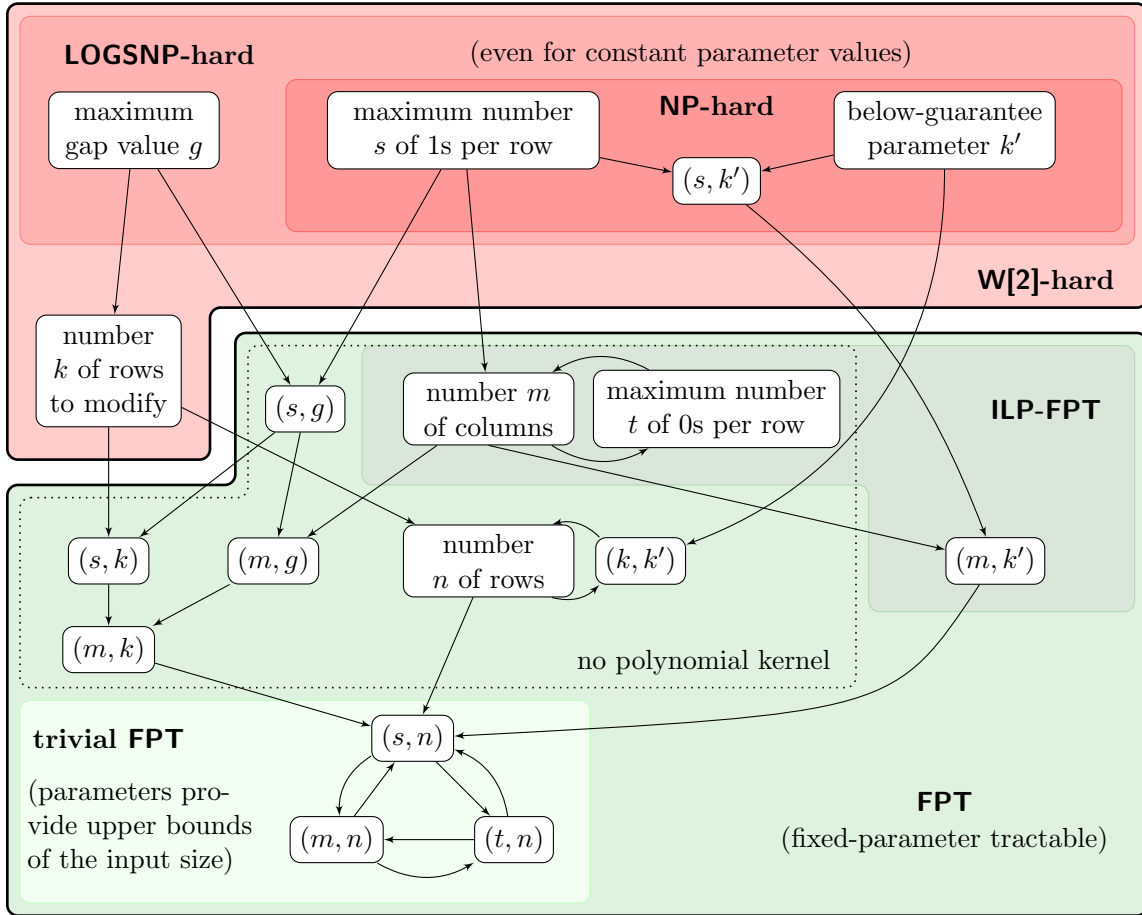 LOGSNP-hard
(even for constant parameter values)
maximum
gap value g
maximum number
s of 1s per row
NP-hard
below-guarantee
parameter k′
(s, k′)
W[2]-hard
number
k of rows
to modify
(s, g)
number m
of columns
maximum number
t of 0s per row
ILP-FPT
(s, k)
(m, g)
number
n of rows
(k, k′)
(m, k′)
(m, k)
no polynomial kernel
trivial FPT
(parameters pro-
vide upper bounds
of the input size)
(s, n)
(m, n)
(t, n)
FPT
(fixed-parameter tractable)